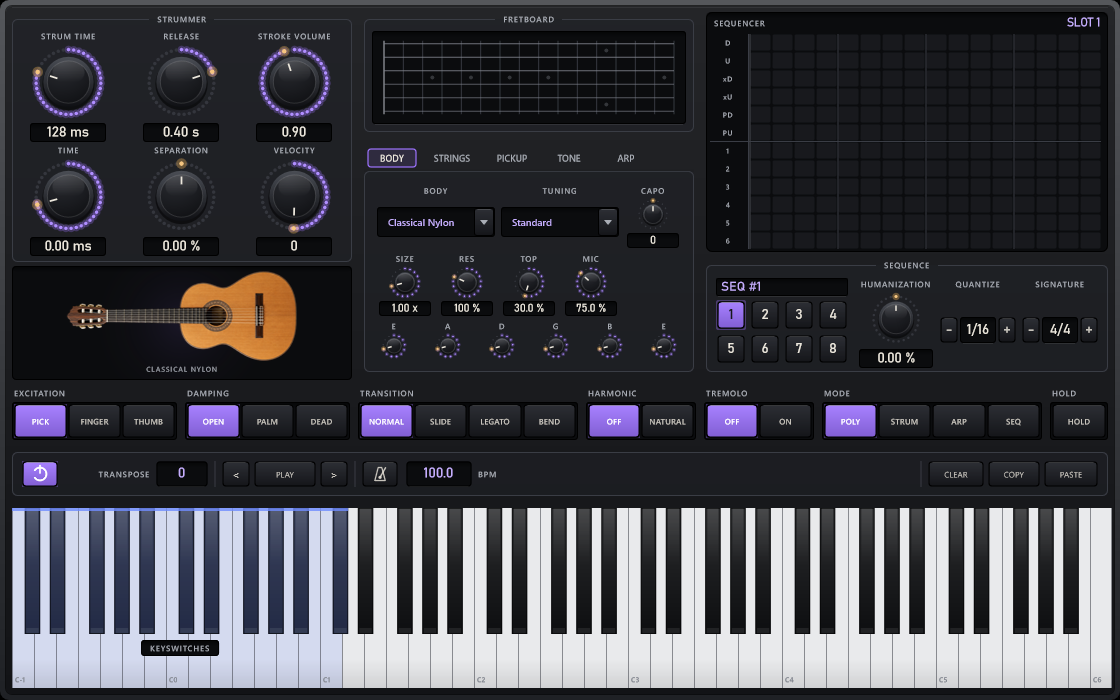 STRUMMER
STRUM TIME RELEASE STROKE VOLUME
128 ms 0.40 s 0.90
TIME SEPARATION VELOCITY
0.00 ms 0.00 % 0
CLASSICAL NYLON
FRETBOARD
BODY STRINGS PICKUP TONE ARP
BODY TUNING CAPO
Classical Nylon Standard 0
SIZE RES TOP MIC
1.00 x 100 % 30.0 % 75.0 %
E A D G B E
SEQUENCER SLOT 1
D
U
xD
xU
PD
PU
1
2
3
4
5
6
SEQUENCE
SEQ #1 HUMANIZATION QUANTIZE SIGNATURE
1 2 3 4 - 1/16 + - 4/4 +
5 6 7 8 0.00 %
EXCITATION DAMPING TRANSITION HARMONIC TREMOLO MODE HOLD
PICK FINGER THUMB OPEN PALM DEAD NORMAL SLIDE LEGATO BEND OFF NATURAL OFF ON POLY STRUM ARP SEQ HOLD
TRANSPOSE 0 < PLAY > 100.0 BPM CLEAR COPY PASTE
KEYSWITCHES
C-1 C0 C1 C2 C3 C4 C5 C6